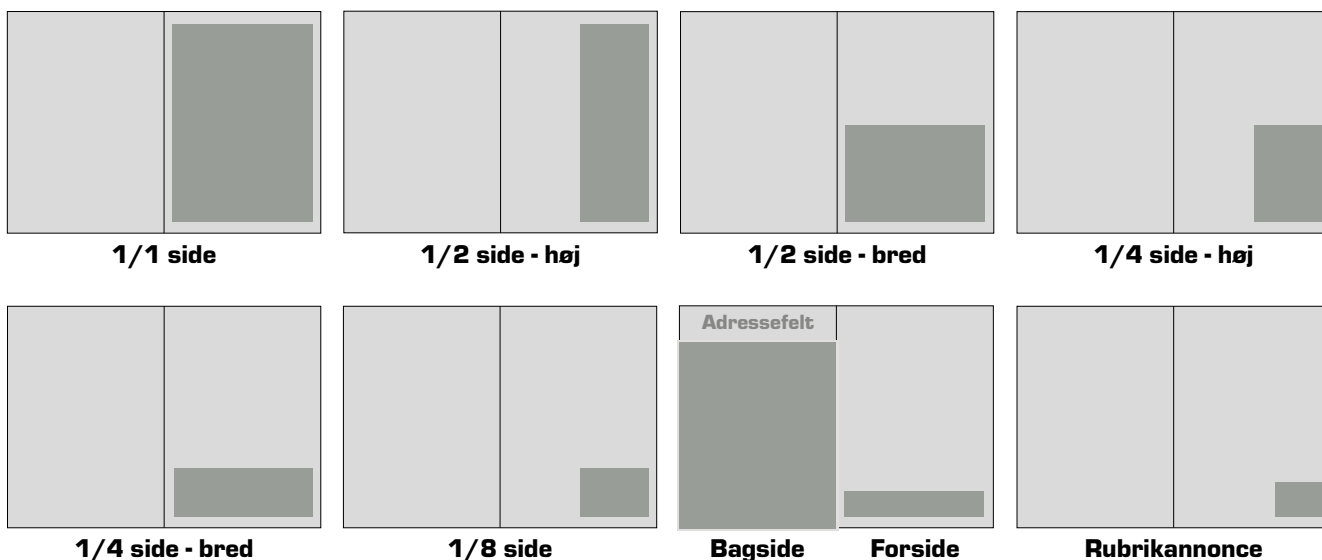 1/1 side
1/2 side - høj
1/2 side - bred
1/4 side - høj
Adressefelt
1/4 side - bred
1/8 side
Bagside
Forside
Rubrikannonce